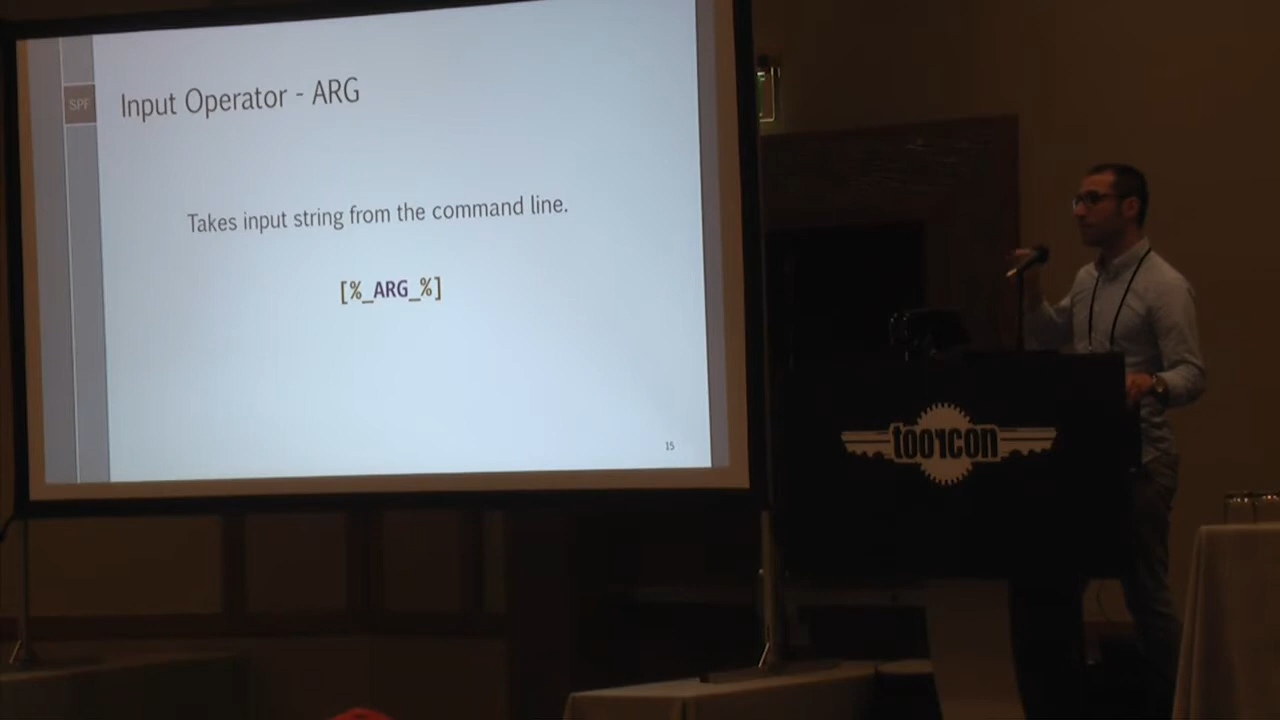 SPF
Input Operator - ARG
Takes input string from the command line.
[%_ARG_%]
15
toorcon